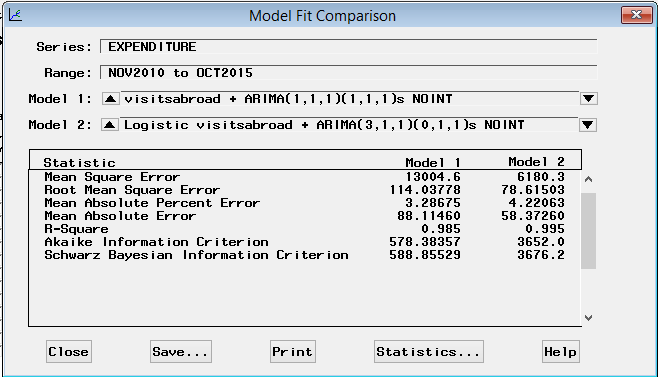 Model Fit Comparison
Series: EXPENDITURE
Range: NOV2010 to OCT2015
Model 1: visitsabroad + ARIMA(1,1,1)(1,1,1)s NOINT
Model 2: Logistic visitsabroad + ARIMA(3,1,1)(0,1,1)s NOINT
Statistic Model 1 Model 2
Mean Square Error 13004.6 6180.3
Root Mean Square Error 114.03778 78.61503
Mean Absolute Percent Error 3.28675 4.22063
Mean Absolute Error 88.11460 58.37260
R-Square 0.985 0.995
Akaike Information Criterion 578.38357 3652.0
Schwarz Bayesian Information Criterion 588.85529 3676.2
Close Save... Print Statistics... Help